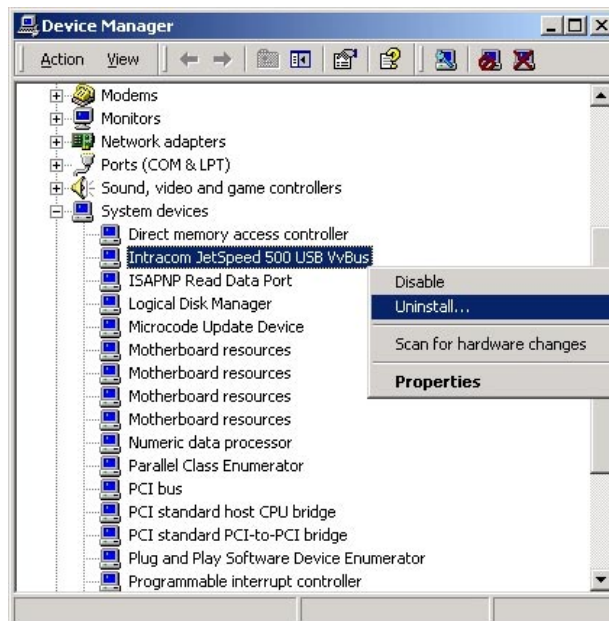 Device Manager
Action View
Modems
Monitors
Network adapters
Ports (COM & LPT)
Sound, video and game controllers
System devices
Direct memory access controller
Intracom JetSpeed 500 USB VvBus
ISAPNP Read Data Port
Logical Disk Manager
Microcode Update Device
Motherboard resources
Motherboard resources
Motherboard resources
Motherboard resources
Numeric data processor
Parallel Class Enumerator
PCI bus
PCI standard host CPU bridge
PCI standard PCI-to-PCI bridge
Plug and Play Software Device Enumerator
Programmable interrupt controller
Disable
Uninstall...
Scan for hardware changes
Properties